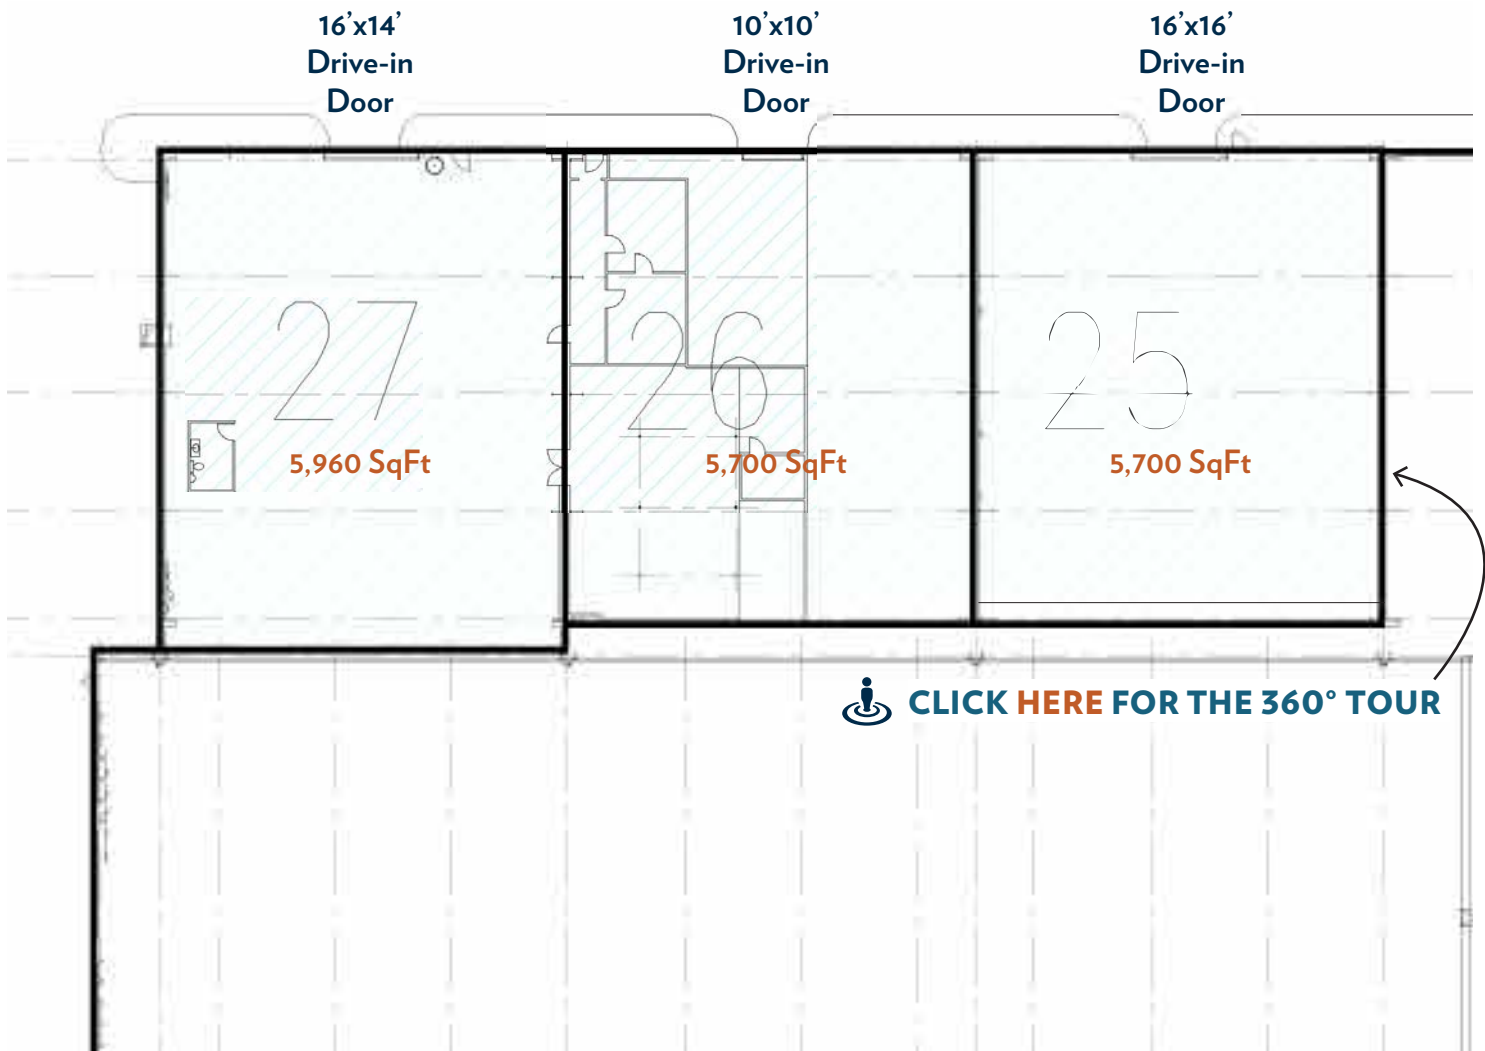 16’x14’
Drive-in
Door
10’x10’
Drive-in
Door
16’x16’
Drive-in
Door
27
26
25
5,960 SqFt
5,700 SqFt
5,700 SqFt
CLICK HERE FOR THE 360° TOUR